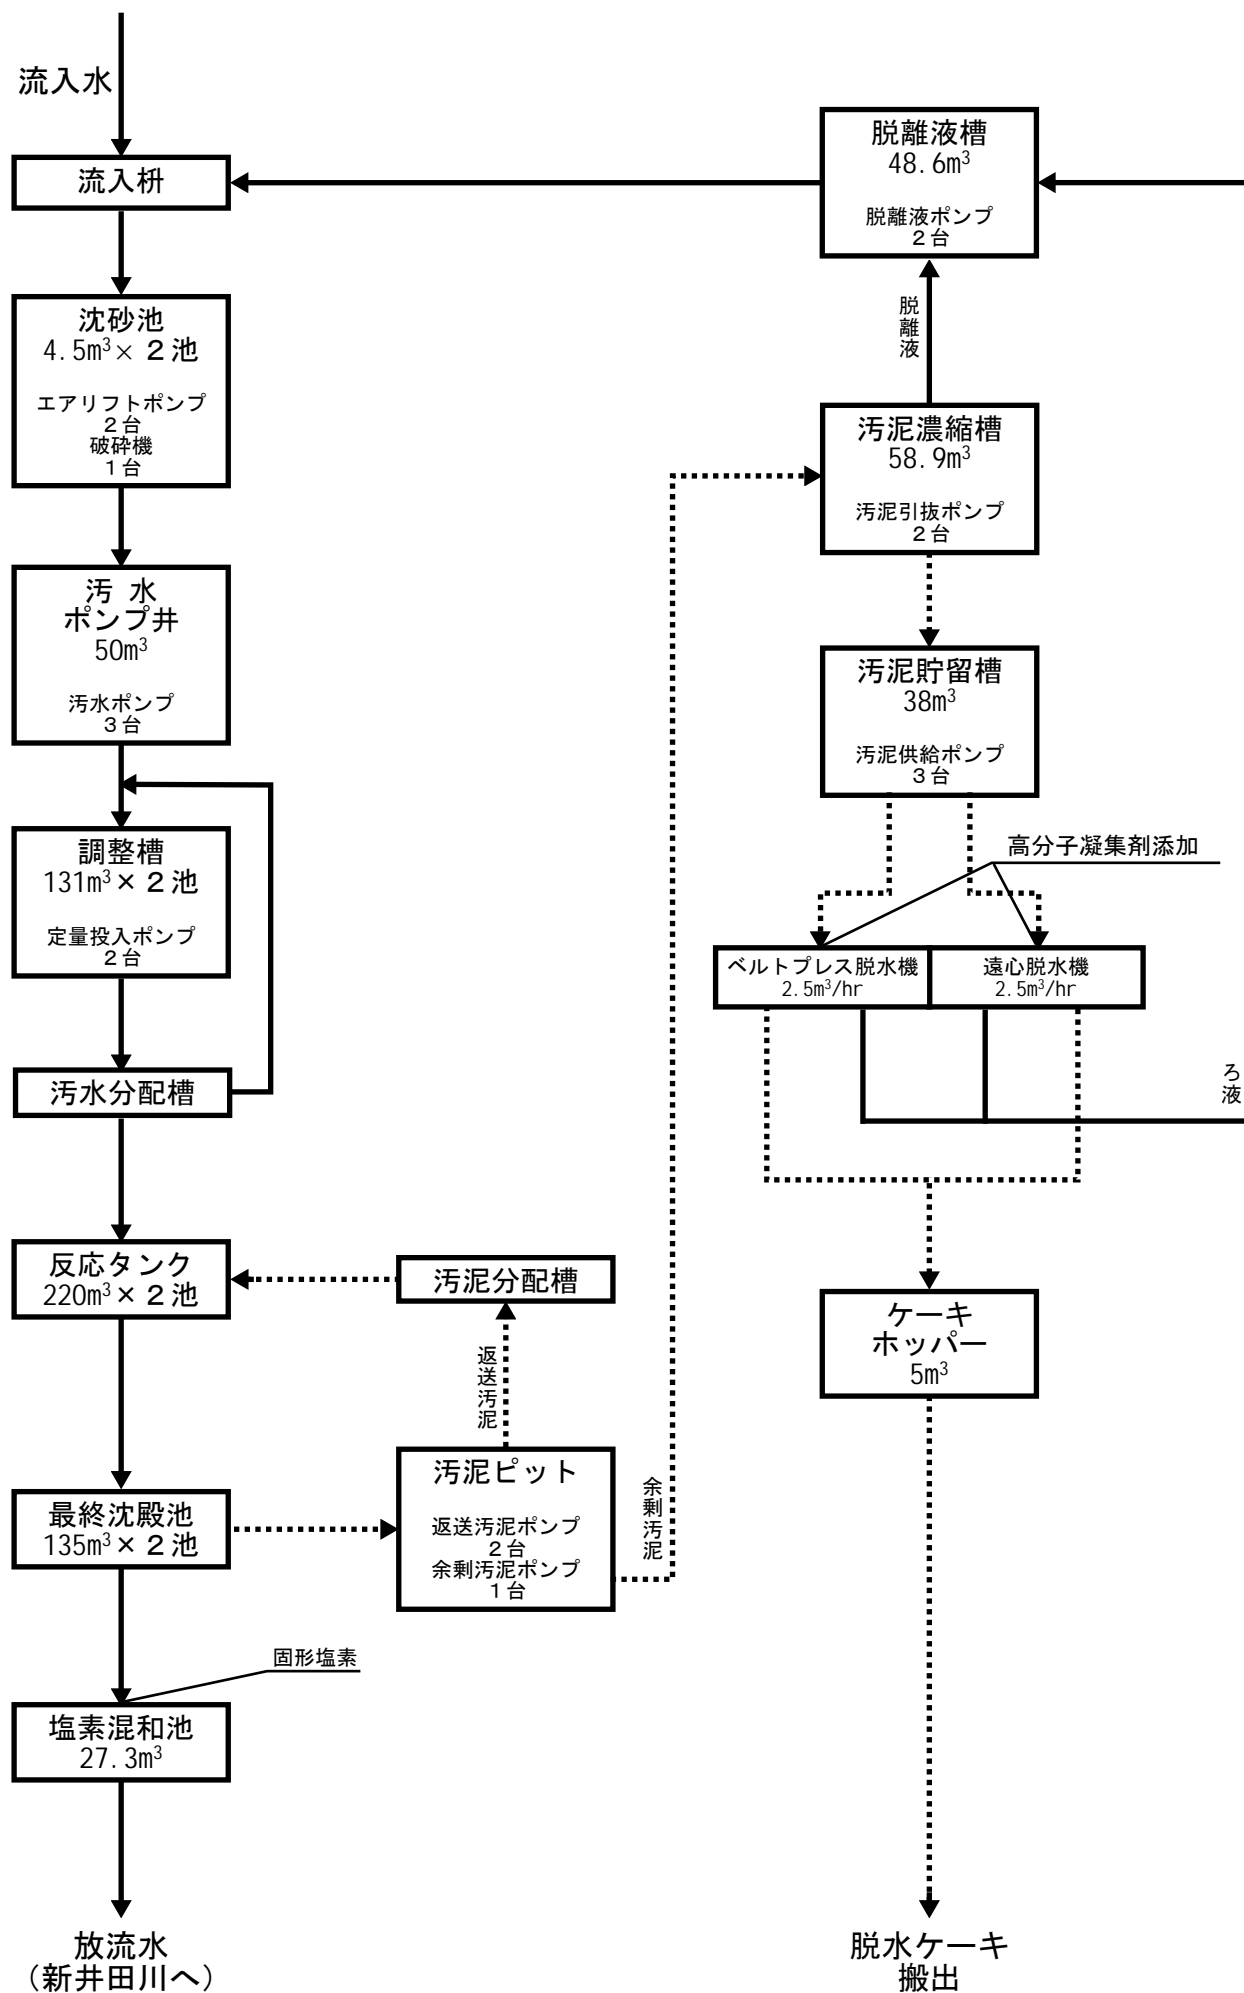 流入水
流入枡
沈砂池
4.5m³× ２池
エアリフトポンプ
２台
破砕機
１台
汚 水
ポンプ井
50m³
汚水ポンプ
３台
調整槽
131m³× ２池
定量投入ポンプ
２台
汚水分配槽
反応タンク
220m³× ２池
最終沈殿池
135m³× ２池
固形塩素
塩素混和池
27.3m³
放流水
（新井田川へ）
汚泥分配槽
返送汚泥
汚泥ピット
返送汚泥ポンプ
２台
余剰汚泥ポンプ
１台
余剰汚泥
脱離液槽
48.6m³
脱離液ポンプ
２台
脱離液
汚泥濃縮槽
58.9m³
汚泥引抜ポンプ
２台
汚泥貯留槽
38m³
汚泥供給ポンプ
３台
高分子凝集剤添加
ベルトプレス脱水機
2.5m³/hr
遠心脱水機
2.5m³/hr
ろ液
ケーキ
ホッパー
5m³
脱水ケーキ
搬出